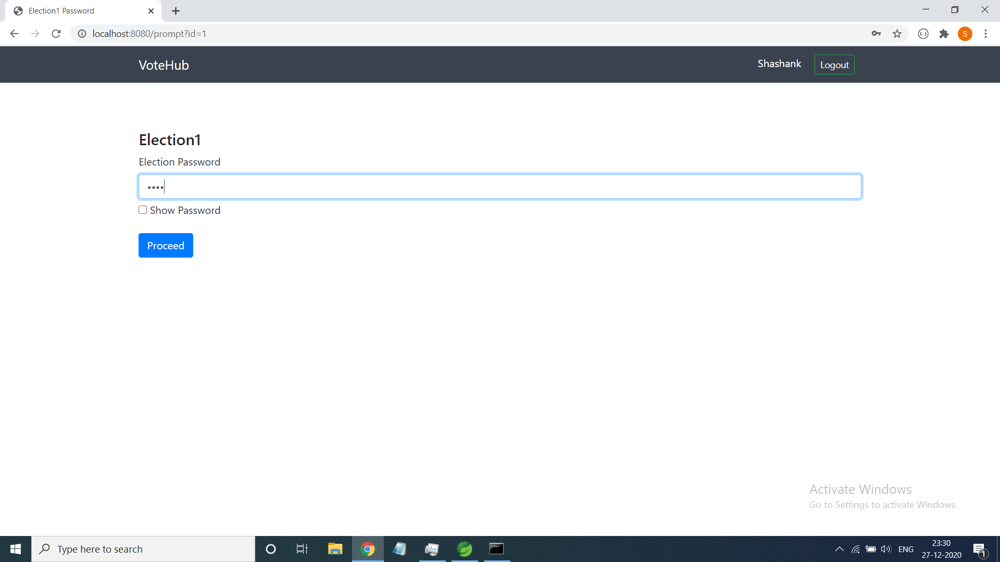 Election1 Password
localhost:8080/prompt?id=1
S
VoteHub
Shashank
Logout
Election1
Election Password
••••
Show Password
Proceed
Activate Windows
Go to Settings to activate Windows.
Type here to search
ENG
23:30
27-12-2020
1